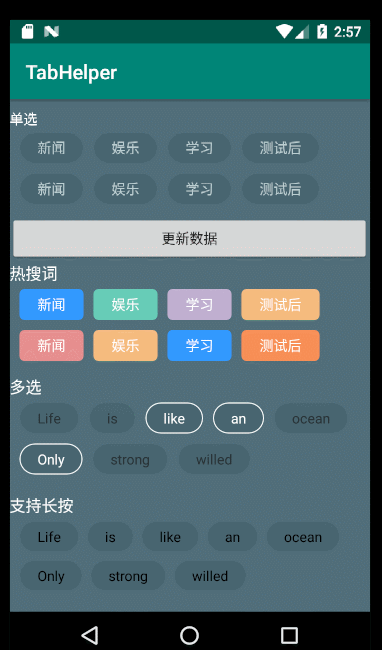 2:57
TabHelper
单选
新闻 娱乐 学习 测试后
新闻 娱乐 学习 测试后
更新数据
热搜词
新闻 娱乐 学习 测试后
新闻 娱乐 学习 测试后
多选
Life is like an ocean
Only strong willed
支持长按
Life is like an ocean
Only strong willed